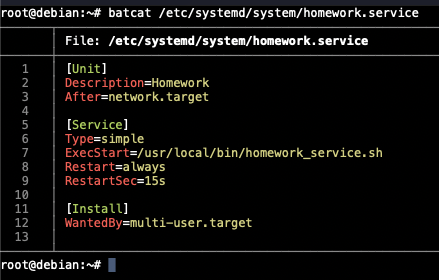 root@debian:~# batcat /etc/systemd/system/homework.service
File: /etc/systemd/system/homework.service
1 [Unit]
2 Description=Homework
3 After=network.target
4
5 [Service]
6 Type=simple
7 ExecStart=/usr/local/bin/homework_service.sh
8 Restart=always
9 RestartSec=15s
10
11 [Install]
12 WantedBy=multi-user.target
13
root@debian:~#